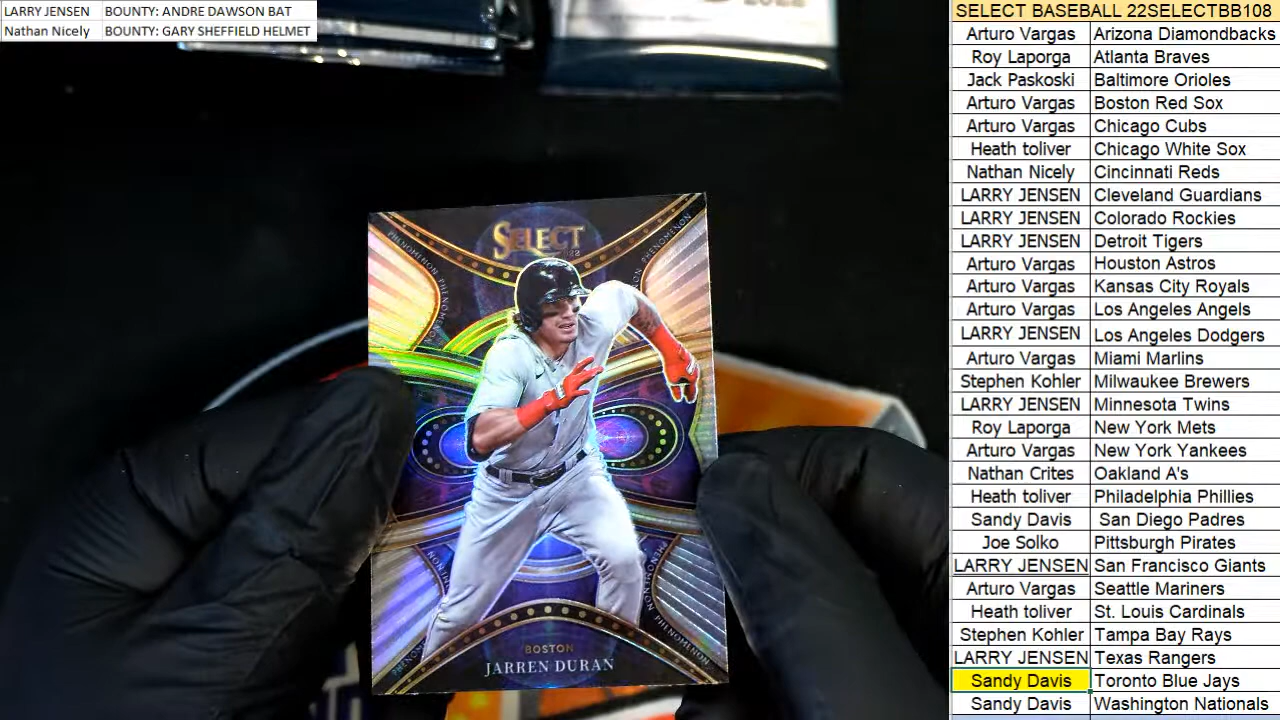 LARRY JENSEN BOUNTY: ANDRE DAWSON BAT
Nathan Nicely BOUNTY: GARY SHEFFIELD HELMET
SELECT BASEBALL 22SELECTBB108
Arturo Vargas Arizona Diamondbacks
Roy Laporga Atlanta Braves
Jack Paskoski Baltimore Orioles
Arturo Vargas Boston Red Sox
Arturo Vargas Chicago Cubs
Heath toliver Chicago White Sox
Nathan Nicely Cincinnati Reds
LARRY JENSEN Cleveland Guardians
LARRY JENSEN Colorado Rockies
LARRY JENSEN Detroit Tigers
Arturo Vargas Houston Astros
Arturo Vargas Kansas City Royals
Arturo Vargas Los Angeles Angels
LARRY JENSEN Los Angeles Dodgers
Arturo Vargas Miami Marlins
Stephen Kohler Milwaukee Brewers
LARRY JENSEN Minnesota Twins
Roy Laporga New York Mets
Arturo Vargas New York Yankees
Nathan Crites Oakland A's
Heath toliver Philadelphia Phillies
Sandy Davis San Diego Padres
Joe Solko Pittsburgh Pirates
LARRY JENSEN San Francisco Giants
Arturo Vargas Seattle Mariners
Heath toliver St. Louis Cardinals
Stephen Kohler Tampa Bay Rays
LARRY JENSEN Texas Rangers
Sandy Davis Toronto Blue Jays
Sandy Davis Washington Nationals
SELECT
2022
PHENOMENON
PHENOMENON
BOSTON
JARREN DURAN
PHENOMENON